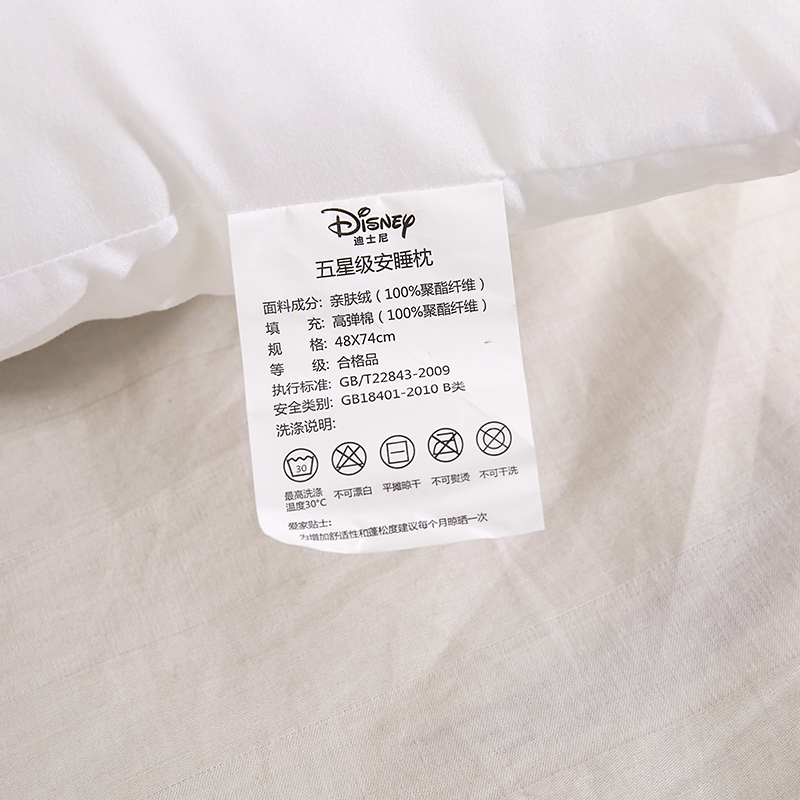 Disney
迪士尼
五星级安睡枕
面料成分: 亲肤绒（100%聚酯纤维）
填 充: 高弹棉（100%聚酯纤维）
规 格: 48X74cm
等 级: 合格品
执行标准: GB/T22843-2009
安全类别: GB18401-2010 B类
洗涤说明:
30
最高洗涤温度30°C 不可漂白 平摊晾干 不可熨烫 不可干洗
爱家贴士:
为增加舒适性和蓬松度建议每个月晾晒一次